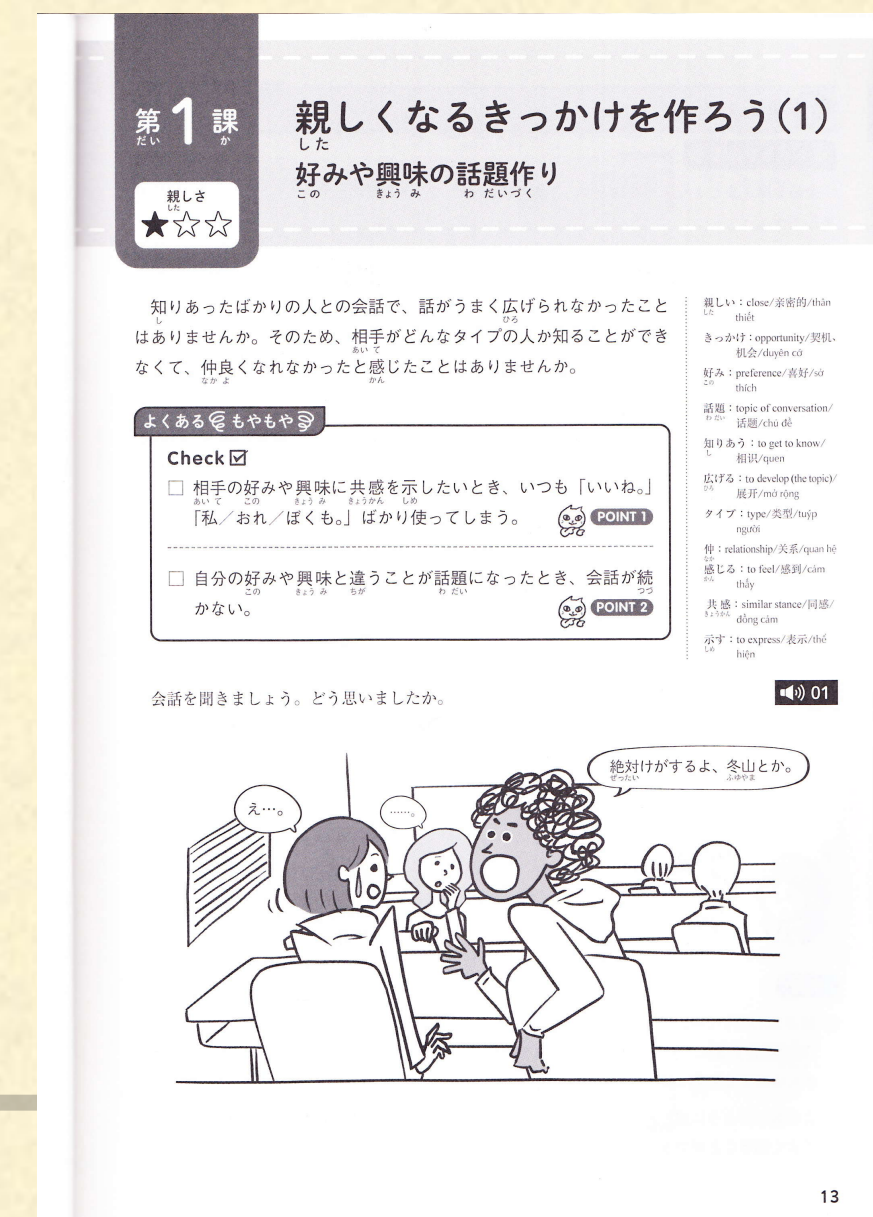 第1課
だい か
親しさ
した
★☆☆
親しくなるきっかけを作ろう(1)
した
好みや興味の話題作り
この きょう み わ だいづく
知りあったばかりの人との会話で、話がうまく広げられなかったこと
し ひろ
はありませんか。そのため、相手がどんなタイプの人か知ることができ
あい て
なくて、仲良くなれなかったと感じたことはありませんか。
なか よ かん
よくある もやもや
Check ☑
□ 相手の好みや興味に共感を示したいとき、いつも「いいね。」
あい て この きょう み きょうかん しめ
「私/おれ/ぼくも。」ばかり使ってしまう。
POINT 1
□ 自分の好みや興味と違うことが話題になったとき、会話が続
この きょう み ちが わ だい つづ
かない。
POINT 2
親しい:close/亲密的/thân
した
thiết
きっかけ:opportunity/契机、
机会/duyên cớ
好み:preference/喜好/sở
この
thích
話題:topic of conversation/
わ だい
话题/chủ đề
知りあう:to get to know/
し
相识/quen
広げる:to develop (the topic)/
ひろ
展开/mở rộng
タイプ:type/类型/tuýp
người
仲:relationship/关系/quan hệ
なか
感じる:to feel/感到/cảm
かん
thấy
共感:similar stance/同感/
きょうかん
đồng cảm
示す:to express/表示/thể
しめ
hiện
会話を聞きましょう。どう思いましたか。
01
絶対けがするよ、冬山とか。
ぜったい ふゆやま
え…。
……。
13